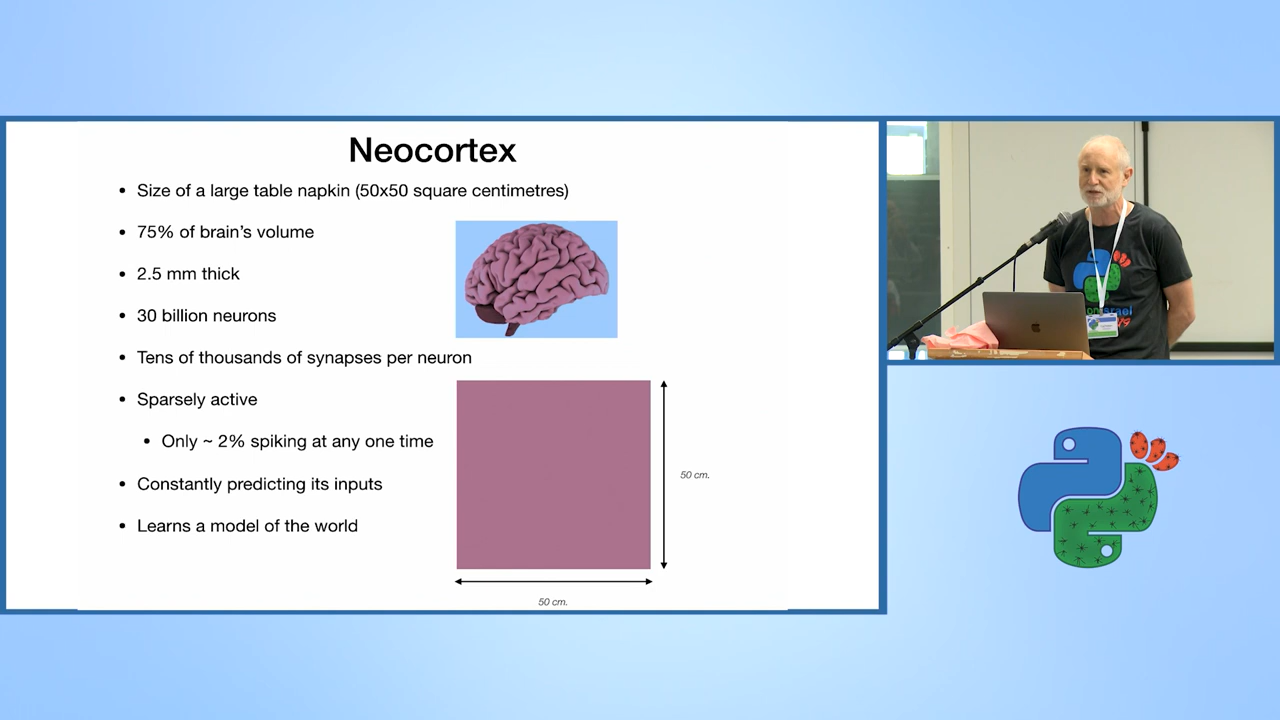 Neocortex
• Size of a large table napkin (50x50 square centimetres)
• 75% of brain's volume
• 2.5 mm thick
• 30 billion neurons
• Tens of thousands of synapses per neuron
• Sparsely active
• Only ~ 2% spiking at any one time
• Constantly predicting its inputs
• Learns a model of the world
50 cm.
50 cm.